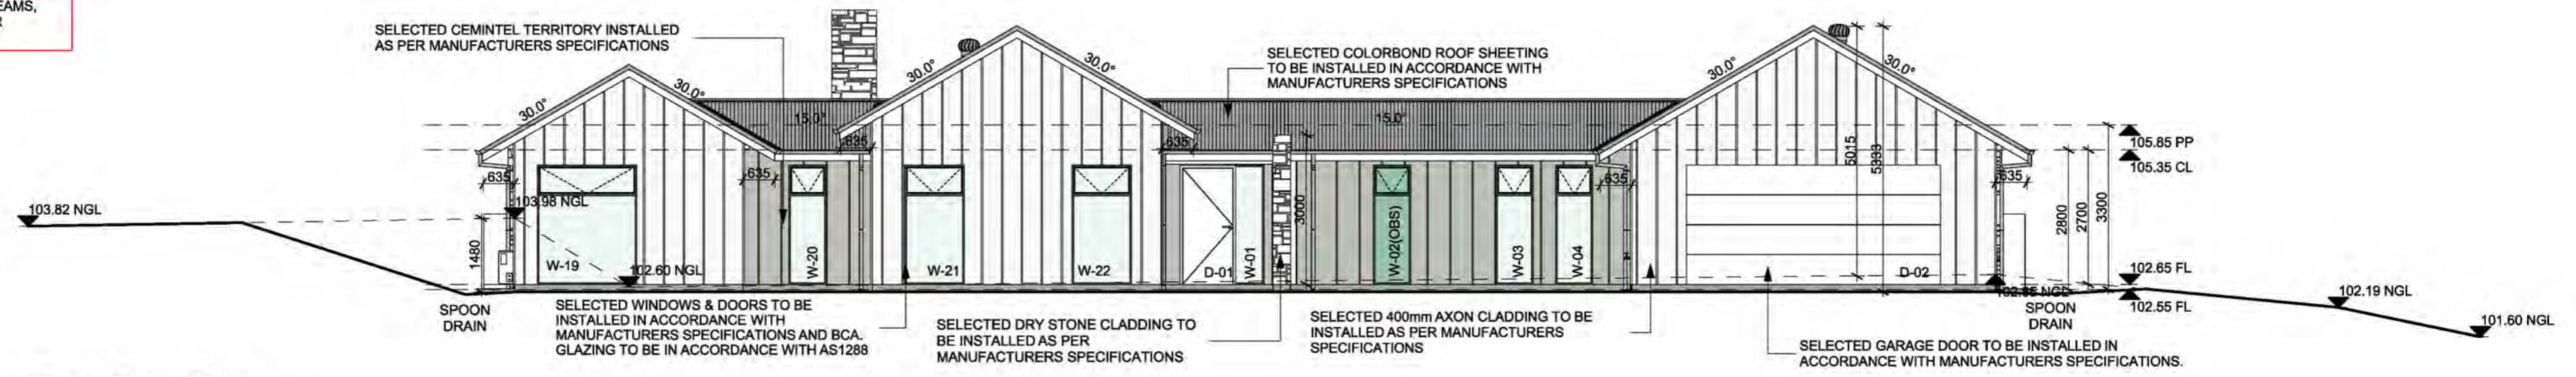 EAMS,
R
SELECTED CEMINTEL TERRITORY INSTALLED
AS PER MANUFACTURERS SPECIFICATIONS
SELECTED COLORBOND ROOF SHEETING
TO BE INSTALLED IN ACCORDANCE WITH
MANUFACTURERS SPECIFICATIONS
30.0°
30.0°
30.0°
30.0°
30.0°
30.0°
15.0°
15.0°
635
635
635
635
635
635
5015
3000
1480
2800
2700
3300
105.85 PP
105.35 CL
103.82 NGL
103.98 NGL
102.60 NGL
W-19
W-20
W-21
W-22
D-01
W-01
W-02(OBS)
W-03
W-04
D-02
102.65 FL
102.55 FL
102.19 NGL
101.60 NGL
SPOON
DRAIN
SELECTED WINDOWS & DOORS TO BE
INSTALLED IN ACCORDANCE WITH
MANUFACTURERS SPECIFICATIONS AND BCA.
GLAZING TO BE IN ACCORDANCE WITH AS1288
SELECTED DRY STONE CLADDING TO
BE INSTALLED AS PER
MANUFACTURERS SPECIFICATIONS
SELECTED 400mm AXON CLADDING TO BE
INSTALLED AS PER MANUFACTURERS
SPECIFICATIONS
SPOON
DRAIN
SELECTED GARAGE DOOR TO BE INSTALLED IN
ACCORDANCE WITH MANUFACTURERS SPECIFICATIONS.